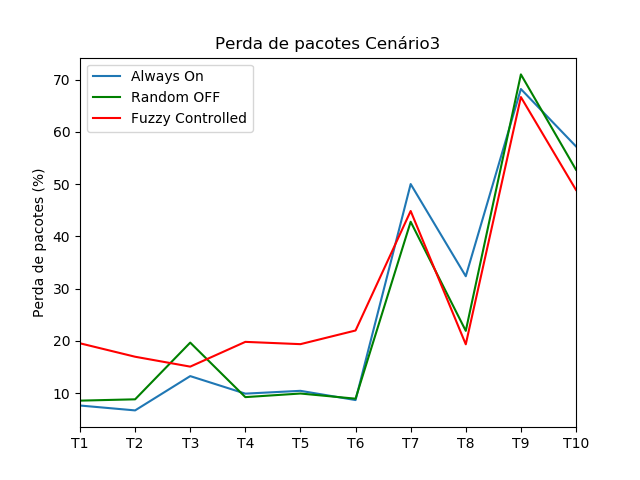 Perda de pacotes Cenário3
Always On
Random OFF
Fuzzy Controlled
Perda de pacotes (%)
70
60
50
40
30
20
10
T1 T2 T3 T4 T5 T6 T7 T8 T9 T10